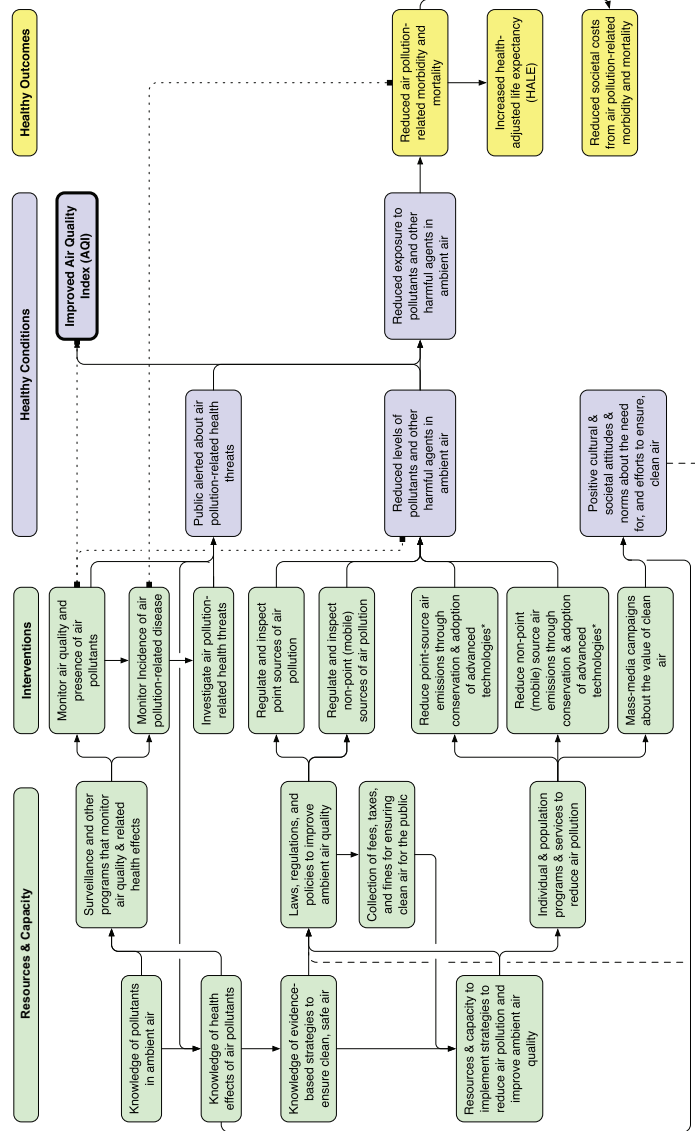 Resources & Capacity
Interventions
Healthy Conditions
Healthy Outcomes
Knowledge of pollutants
in ambient air
Knowledge of health
effects of air pollutants
Knowledge of evidence-
based strategies to
ensure clean, safe air
Resources & capacity to
implement strategies to
reduce air pollution and
improve ambient air
quality
Surveillance and other
programs that monitor
air quality & related
health effects
Laws, regulations, and
policies to improve
ambient air quality
Collection of fees, taxes,
and fines for ensuring
clean air for the public
Individual & population
programs & services to
reduce air pollution
Monitor air quality and
presence of air
pollutants
Monitor Incidence of air
pollution-related disease
Investigate air pollution-
related health threats
Regulate and inspect
point sources of air
pollution
Regulate and inspect
non-point (mobile)
sources of air pollution
Reduce point-source air
emissions through
conservation & adoption
of advanced
technologies*
Reduce non-point
(mobile) source air
emissions through
conservation & adoption
of advanced
technologies*
Mass-media campaigns
about the value of clean
air
Public alerted about air
pollution-related health
threats
Reduced levels of
pollutants and other
harmful agents in
ambient air
Positive cultural &
societal attitudes &
norms about the need
for, and efforts to ensure,
clean air
Improved Air Quality
Index (AQI)
Reduced exposure to
pollutants and other
harmful agents in
ambient air
Reduced air pollution-
related morbidity and
mortality
Increased health-
adjusted life expectancy
(HALE)
Reduced societal costs
from air pollution-related
morbidity and mortality